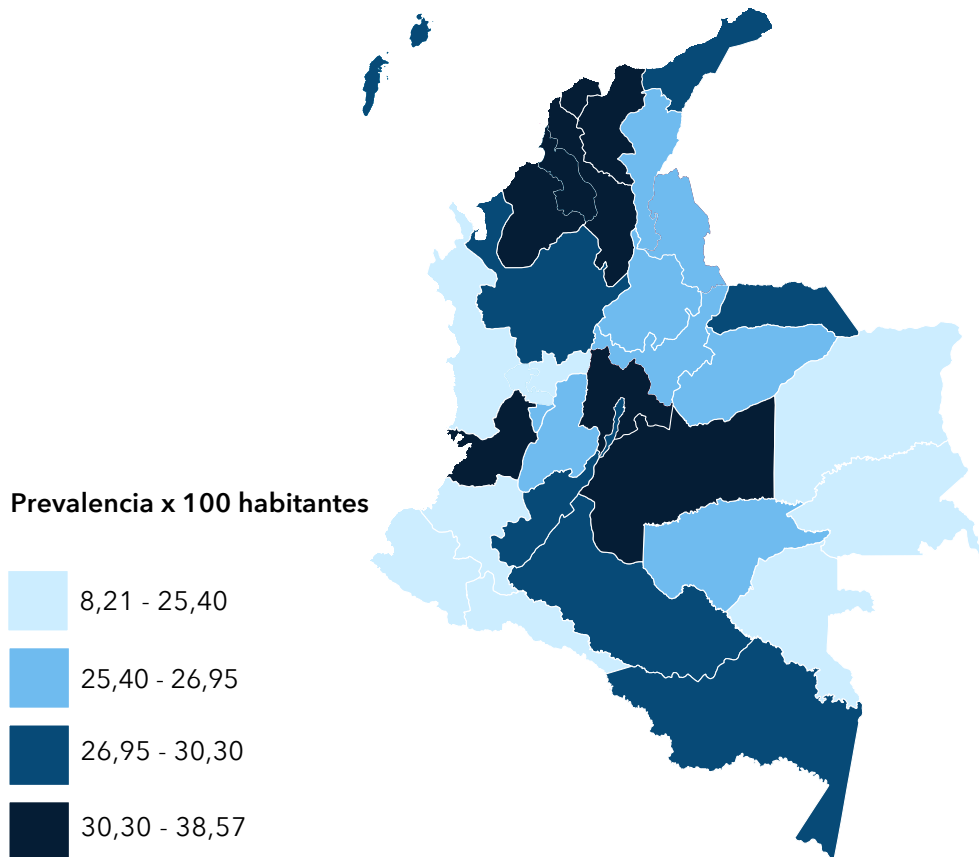 Prevalencia x 100 habitantes
8,21 - 25,40
25,40 - 26,95
26,95 - 30,30
30,30 - 38,57